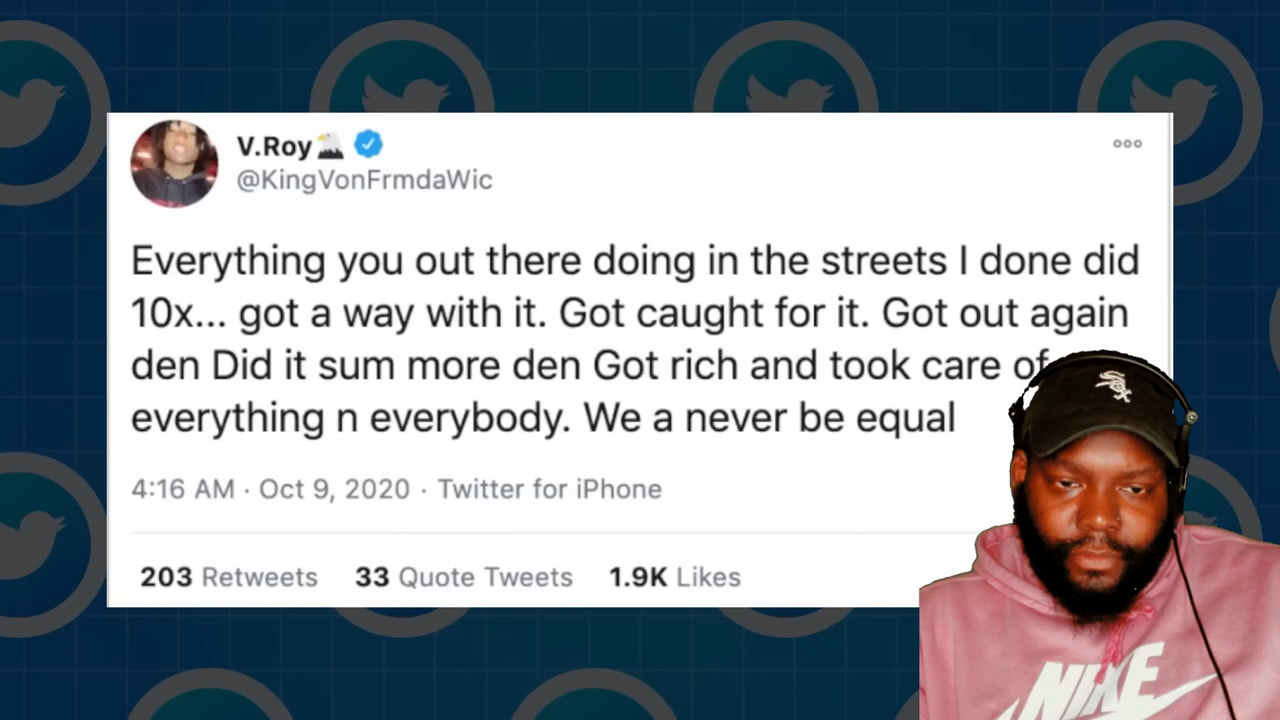 V.Roy🦅
@KingVonFrmdaWic
Everything you out there doing in the streets I done did
10x... got a way with it. Got caught for it. Got out again
den Did it sum more den Got rich and took care of
everything n everybody. We a never be equal
4:16 AM · Oct 9, 2020 · Twitter for iPhone
203 Retweets 33 Quote Tweets 1.9K Likes
SOX
NIKE